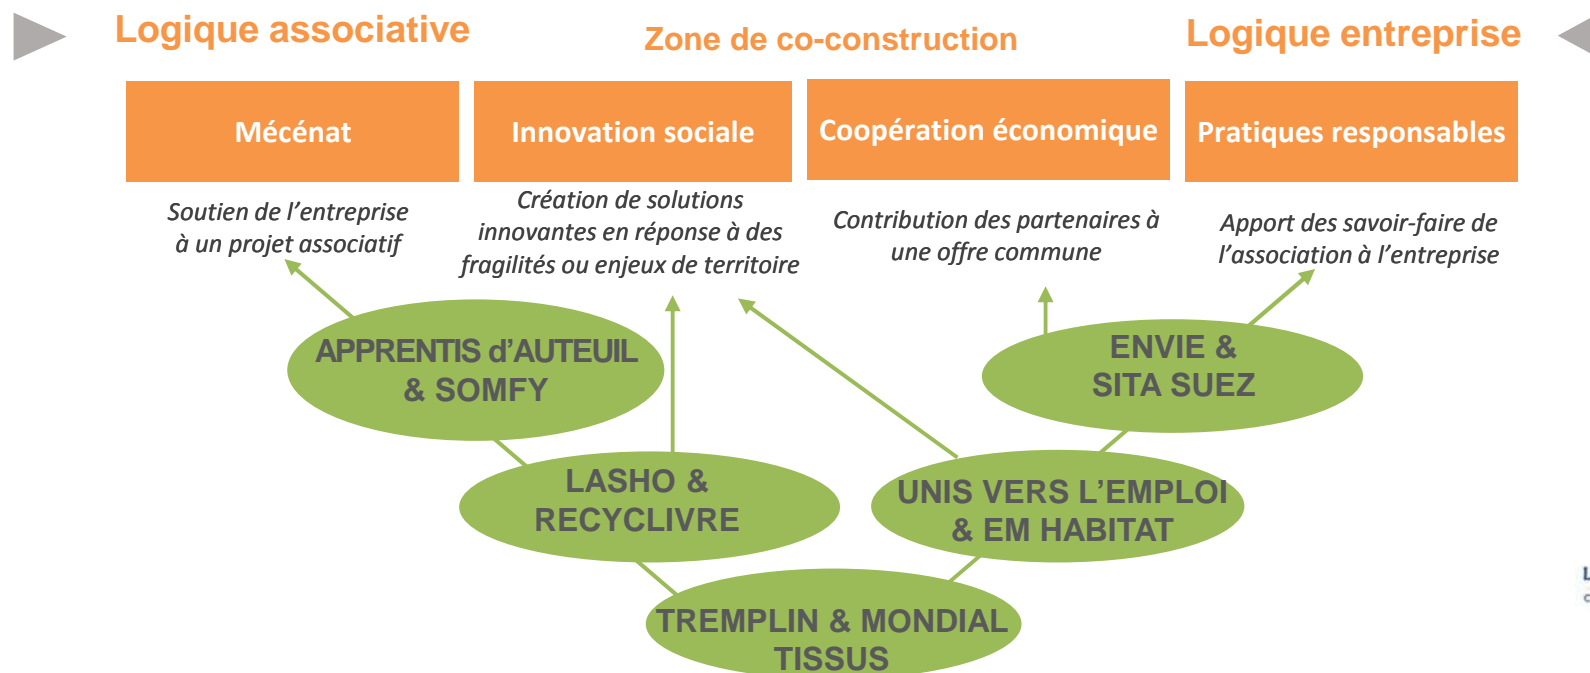 Logique associative
Zone de co-construction
Logique entreprise
Mécénat
Innovation sociale
Coopération économique
Pratiques responsables
Soutien de l’entreprise
à un projet associatif
Création de solutions
innovantes en réponse à des
fragilités ou enjeux de territoire
Contribution des partenaires à
une offre commune
Apport des savoir-faire de
l’association à l’entreprise
APPRENTIS d’AUTEUIL
& SOMFY
ENVIE &
SITA SUEZ
LASHO &
RECYCLIVRE
UNIS VERS L’EMPLOI
& EM HABITAT
TREMPLIN & MONDIAL
TISSUS